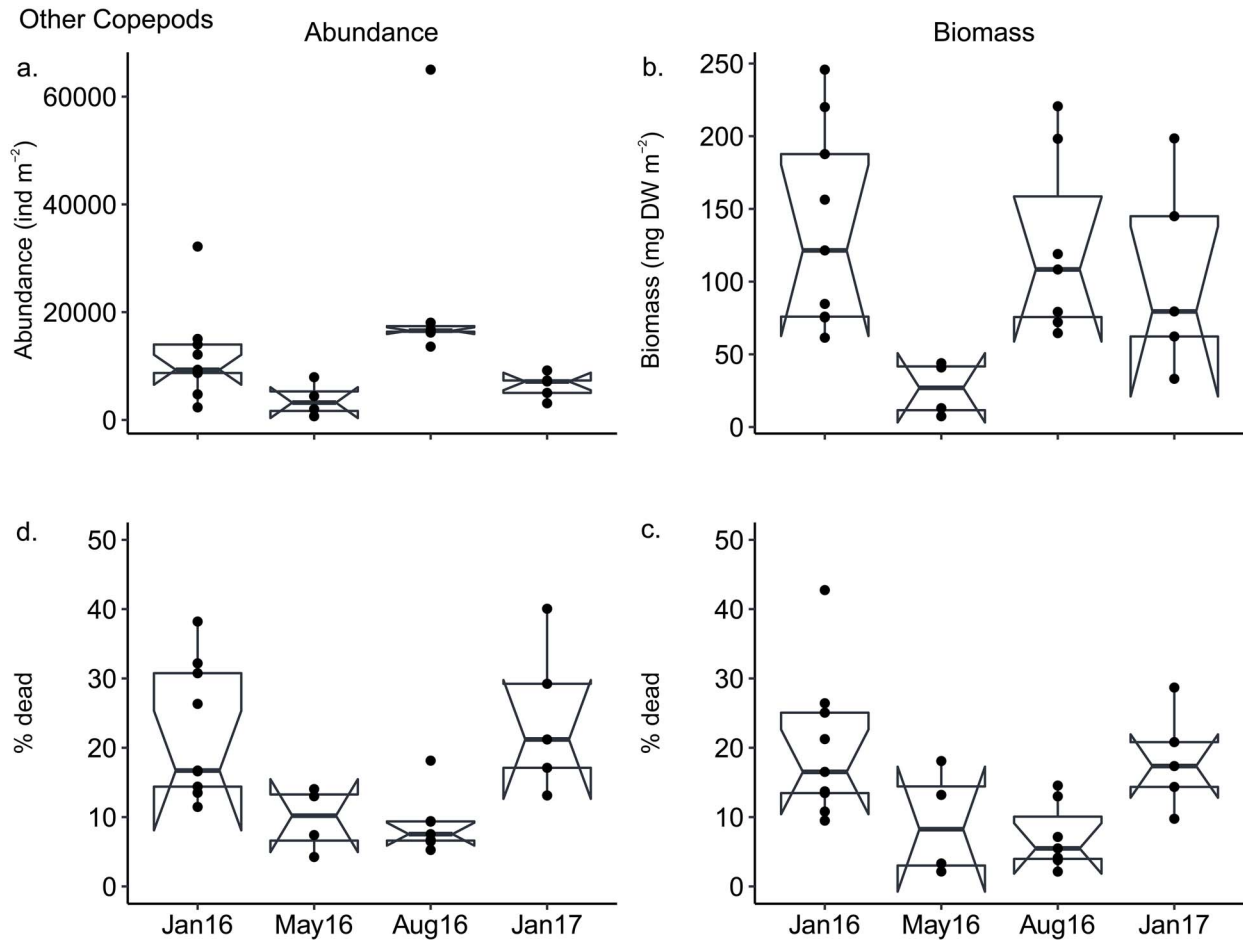 Other Copepods
Abundance
Biomass
a.
Abundance (ind m⁻²)
60000
40000
20000
0
b.
Biomass (mg DW m⁻²)
250
200
150
100
50
0
d.
% dead
50
40
30
20
10
0
Jan16 May16 Aug16 Jan17
c.
% dead
50
40
30
20
10
0
Jan16 May16 Aug16 Jan17